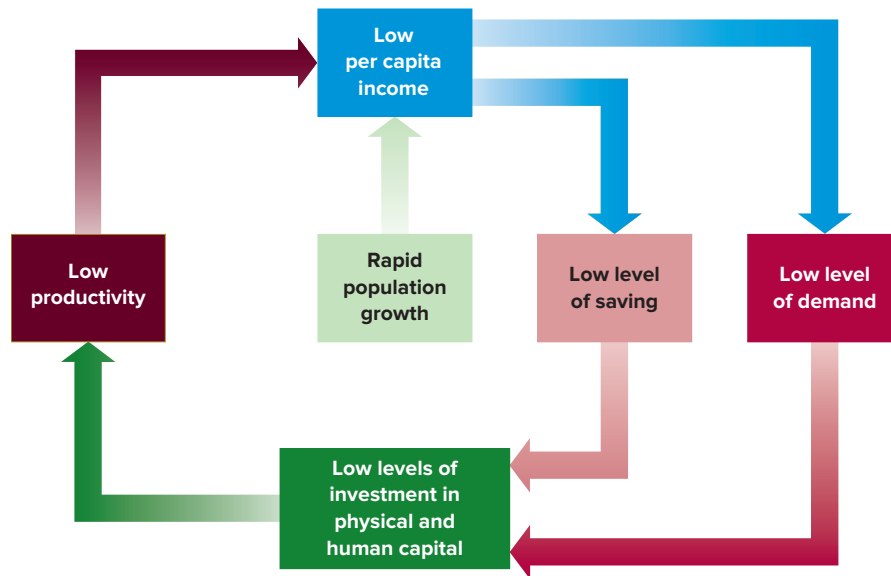 Low
per capita
income
Low
productivity
Rapid
population
growth
Low level
of saving
Low level
of demand
Low levels of
investment in
physical and
human capital